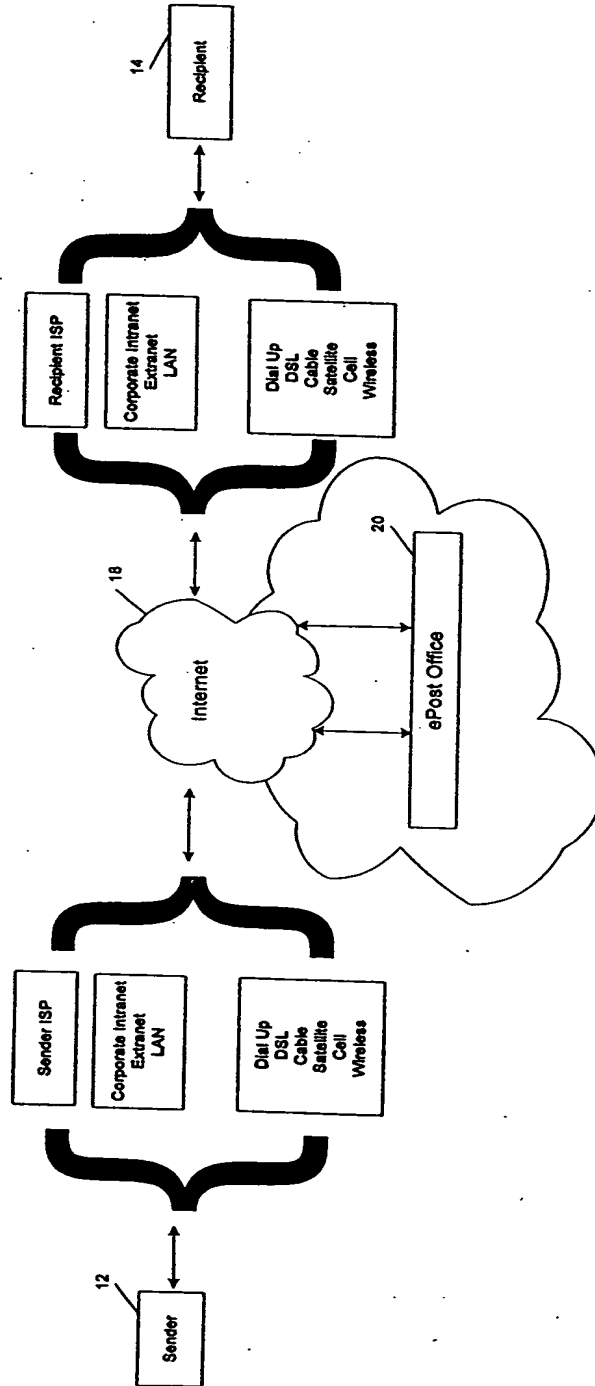 12
Sender
Sender ISP
Corporate Intranet
Extranet
LAN
Dial Up
DSL
Cable
Satellite
Cell
Wireless
18
Internet
20
ePost Office
Recipient ISP
Corporate Intranet
Extranet
LAN
Dial Up
DSL
Cable
Satellite
Cell
Wireless
14
Recipient